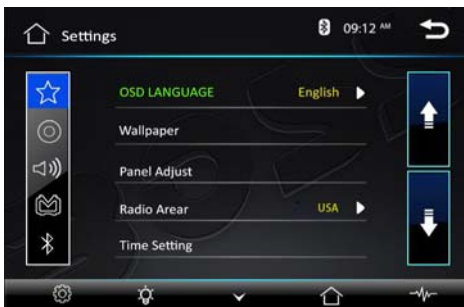 Settings
09:12 AM
OSD LANGUAGE English
Wallpaper
Panel Adjust
Radio Arear USA
Time Setting